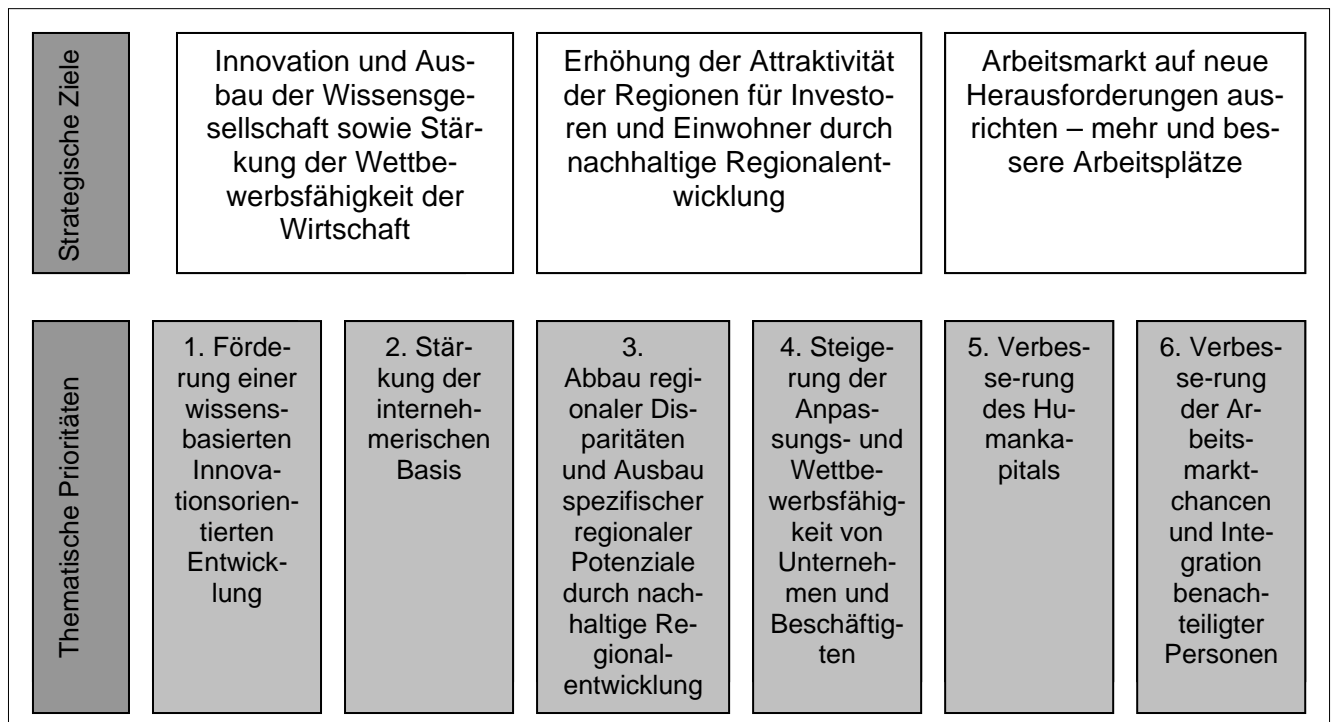 Strategische Ziele
Innovation und Aus-
bau der Wissensge-
sellschaft sowie Stär-
kung der Wettbe-
werbsfähigkeit der
Wirtschaft
Erhöhung der Attraktivität
der Regionen für Investo-
ren und Einwohner durch
nachhaltige Regionalent-
wicklung
Arbeitsmarkt auf neue
Herausforderungen aus-
richten – mehr und bes-
sere Arbeitsplätze
Thematische Prioritäten
1. Förde-
rung einer
wissens-
basierten
Innova-
tionsorien-
tierten
Entwick-
lung
2. Stär-
kung der
internehm-
merischen
Basis
3.
Abbau regi-
onaler Dis-
paritäten
und Ausbau
spezifischer
regionaler
Potenziale
durch nach-
haltige Re-
gional-
entwicklung
4. Steige-
rung der
Anpas-
sungs- und
Wettbe-
werbsfähig-
keit von
Unterneh-
men und
Beschäftig-
ten
5. Verbes-
se-rung
des Hu-
manka-
pitals
6. Verbes-
se-rung
der Ar-
beits-
markt-
chancen
und Inte-
gration
benach-
teiligter
Personen